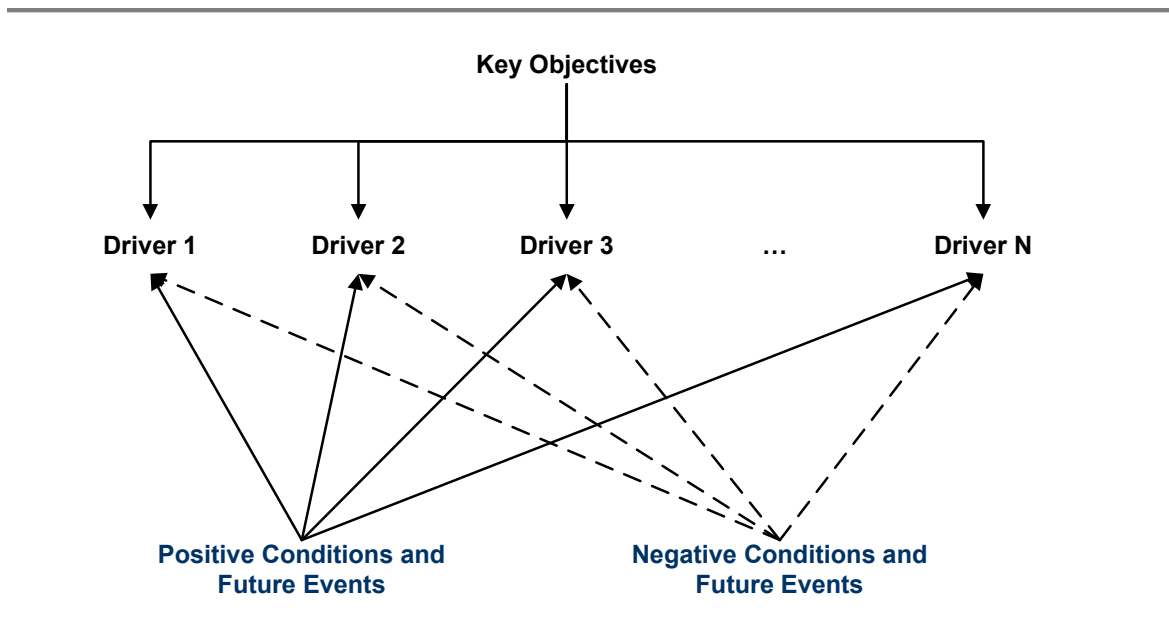 Key Objectives
Driver 1 Driver 2 Driver 3 … Driver N
Positive Conditions and
Future Events
Negative Conditions and
Future Events